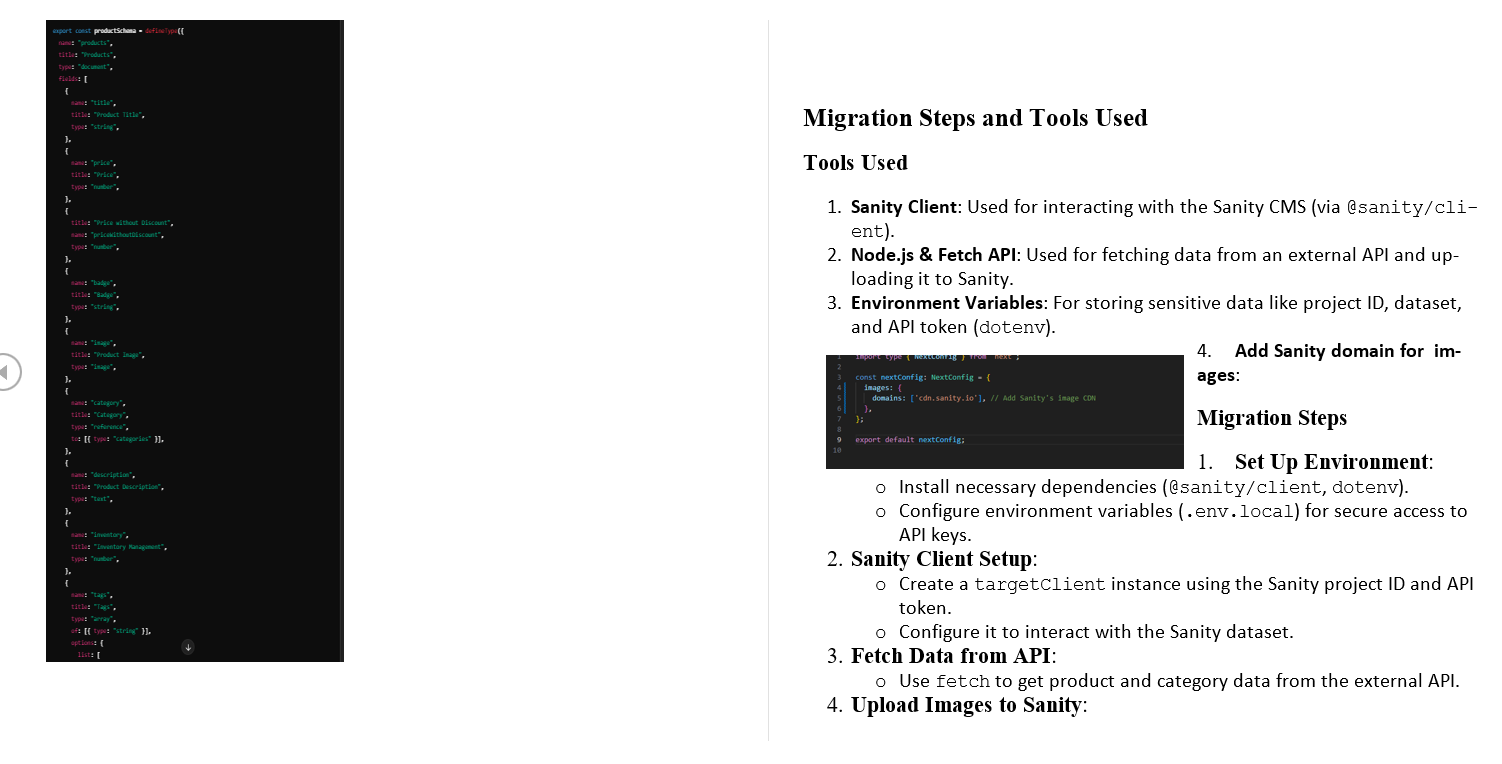 export const productSchema = defineType({
name: "products",
title: "Products",
type: "document",
fields: [
{
name: "title",
title: "Product Title",
type: "string",
},
{
name: "price",
title: "Price",
type: "number",
},
{
title: "Price without Discount",
name: "priceWithoutDiscount",
type: "number",
},
{
name: "badge",
title: "Badge",
type: "string",
},
{
name: "image",
title: "Product Image",
type: "image",
},
{
name: "category",
title: "Category",
type: "reference",
to: [{ type: "categories" }],
},
{
name: "description",
title: "Product Description",
type: "text",
},
{
name: "inventory",
title: "Inventory Management",
type: "number",
},
{
name: "tags",
title: "Tags",
type: "array",
of: [{ type: "string" }],
options: {
list: [
Migration Steps and Tools Used
Tools Used
1. Sanity Client: Used for interacting with the Sanity CMS (via @sanity/cli-
ent).
2. Node.js & Fetch API: Used for fetching data from an external API and up-
loading it to Sanity.
3. Environment Variables: For storing sensitive data like project ID, dataset,
and API token (dotenv).
1 import type { NextConfig } from "next";
2
3 const nextConfig: NextConfig = {
4 images: {
5 domains: ['cdn.sanity.io'], // Add Sanity's image CDN
6 },
7 };
8
9 export default nextConfig;
10
4. Add Sanity domain for im-
ages:
Migration Steps
1. Set Up Environment:
o Install necessary dependencies (@sanity/client, dotenv).
o Configure environment variables (.env.local) for secure access to
API keys.
2. Sanity Client Setup:
o Create a targetClient instance using the Sanity project ID and API
token.
o Configure it to interact with the Sanity dataset.
3. Fetch Data from API:
o Use fetch to get product and category data from the external API.
4. Upload Images to Sanity: